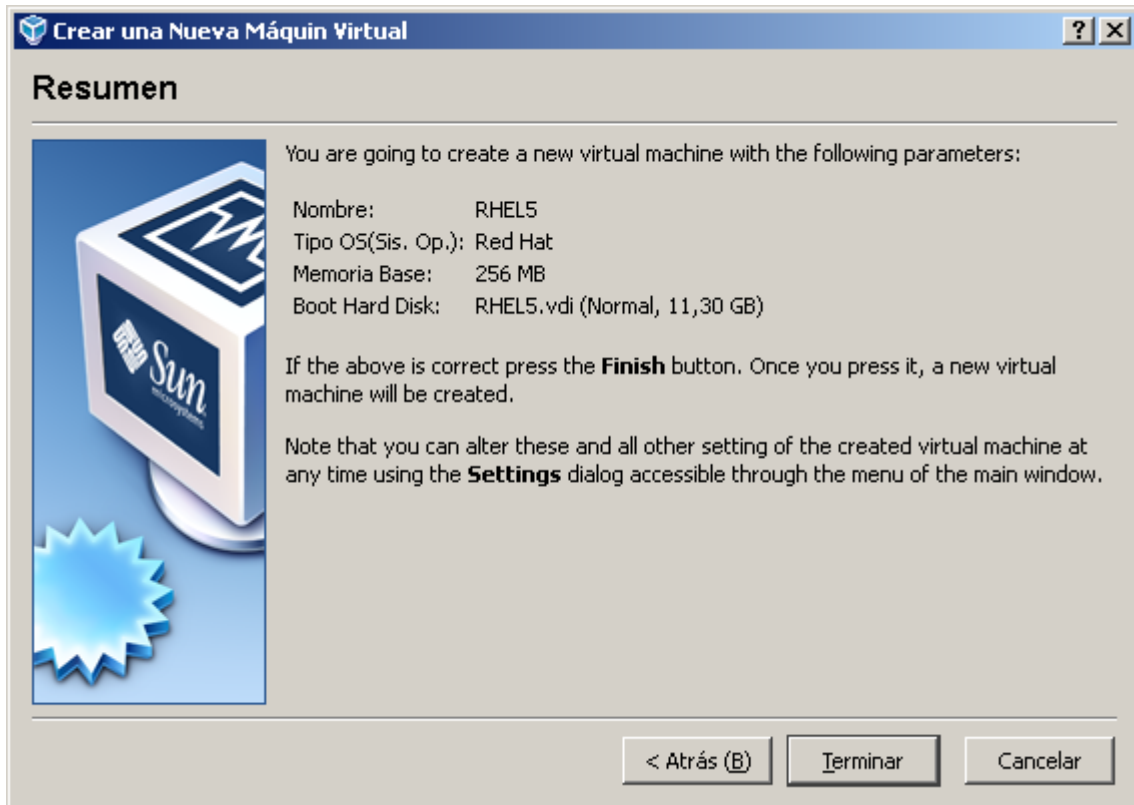 Crear una Nueva Máquin Virtual
Resumen
You are going to create a new virtual machine with the following parameters:
Nombre: RHEL5
Tipo OS(Sis. Op.): Red Hat
Memoria Base: 256 MB
Boot Hard Disk: RHEL5.vdi (Normal, 11,30 GB)
If the above is correct press the Finish button. Once you press it, a new virtual
machine will be created.
Note that you can alter these and all other setting of the created virtual machine at
any time using the Settings dialog accessible through the menu of the main window.
Sun
microsystems
< Atrás (B)
Terminar
Cancelar